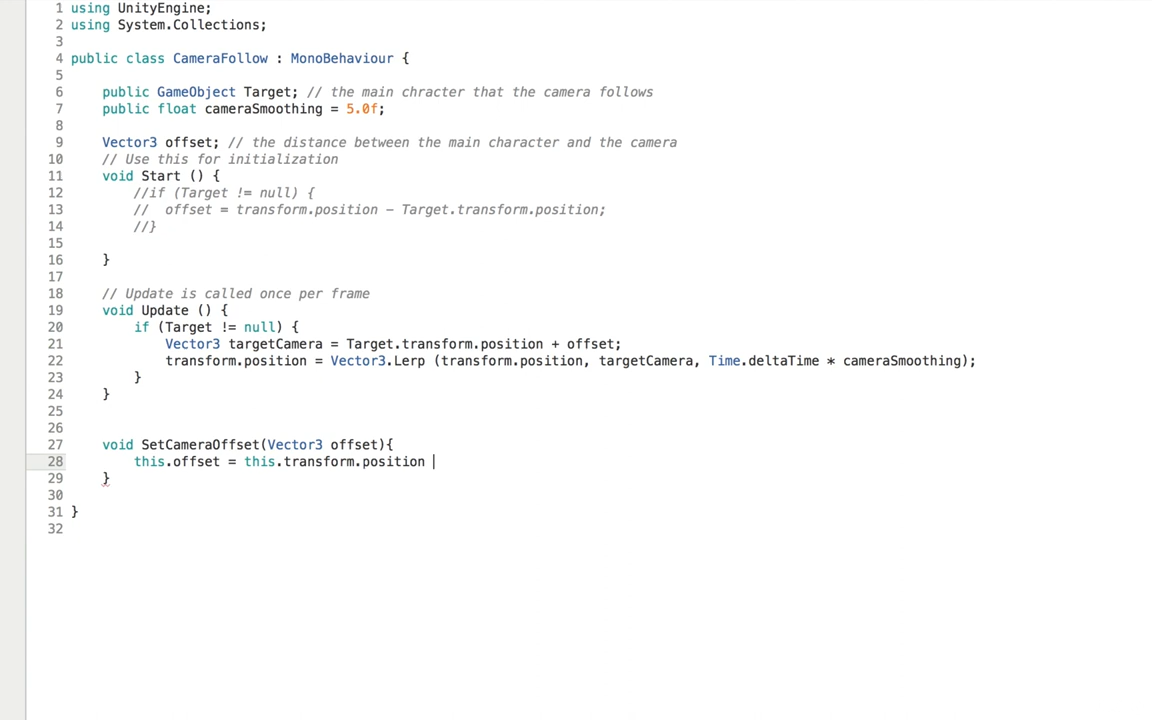 1 using UnityEngine;
2 using System.Collections;
3
4 public class CameraFollow : MonoBehaviour {
5
6 public GameObject Target; // the main chracter that the camera follows
7 public float cameraSmoothing = 5.0f;
8
9 Vector3 offset; // the distance between the main character and the camera
10 // Use this for initialization
11 void Start () {
12 //if (Target != null) {
13 // offset = transform.position - Target.transform.position;
14 //}
15
16 }
17
18 // Update is called once per frame
19 void Update () {
20 if (Target != null) {
21 Vector3 targetCamera = Target.transform.position + offset;
22 transform.position = Vector3.Lerp (transform.position, targetCamera, Time.deltaTime * cameraSmoothing);
23 }
24 }
25
26
27 void SetCameraOffset(Vector3 offset){
28 this.offset = this.transform.position
29 }
30
31 }
32